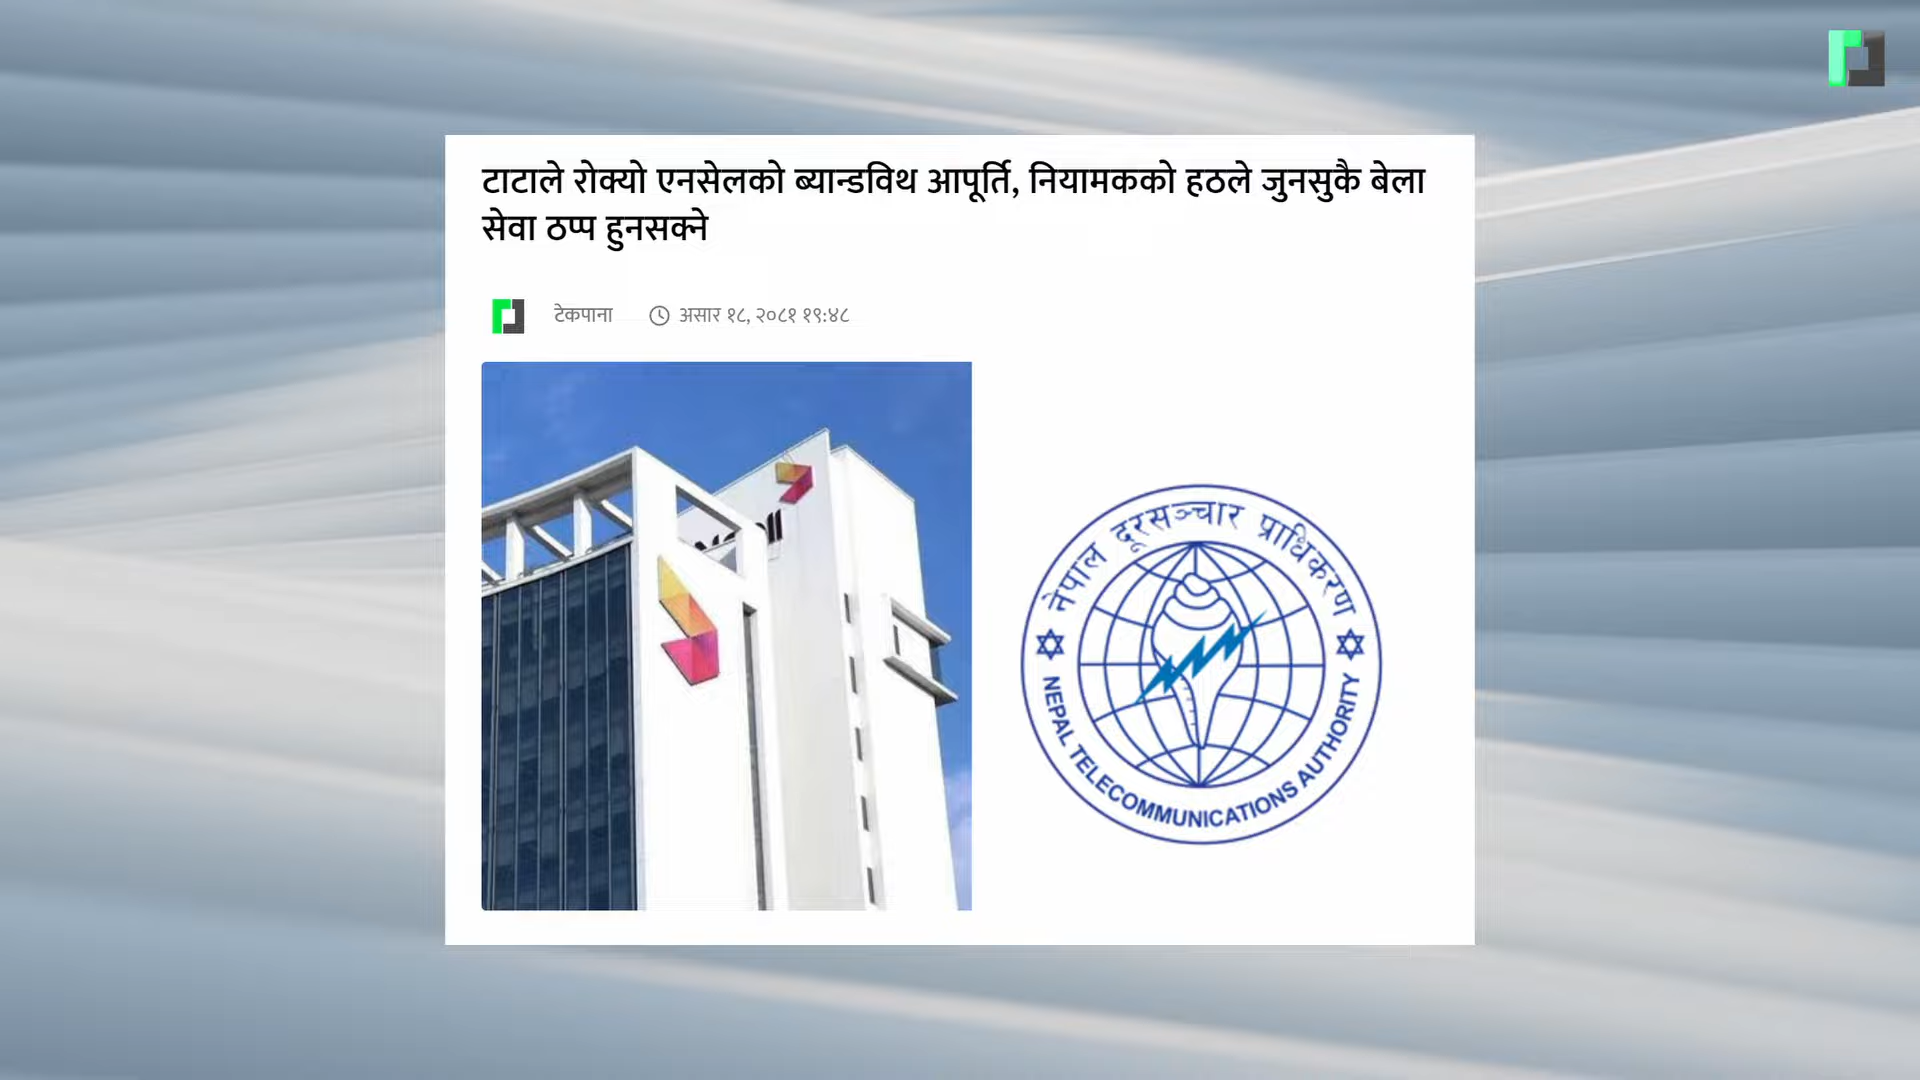 टाटाले रोक्यो एनसेलको ब्यान्डविथ आपूर्ति, नियामकको हठले जुनसुकै बेला
सेवा ठप्प हुनसक्ने
टेकपाना
असार १८, २०८१ १९:४८
नेपाल दूरसञ्चार प्राधिकरण
NEPAL TELECOMMUNICATIONS AUTHORITY